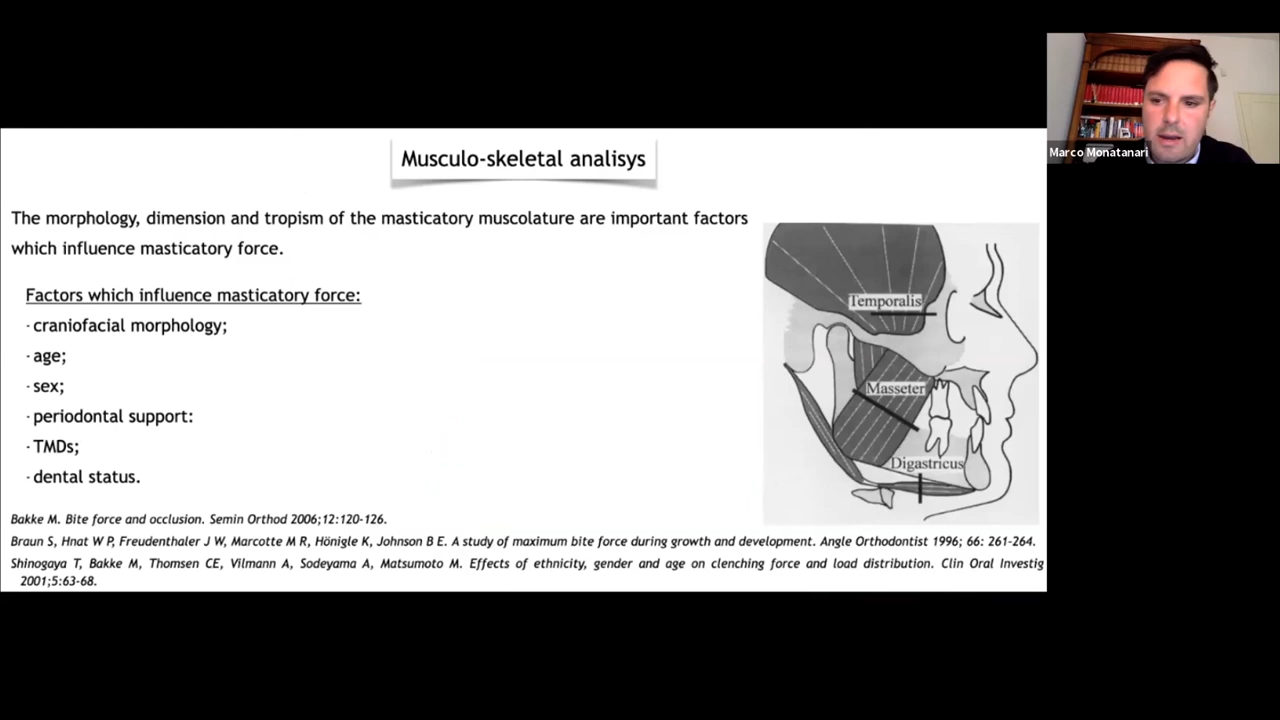 Musculo-skeletal analisys
The morphology, dimension and tropism of the masticatory muscolature are important factors
which influence masticatory force.
Factors which influence masticatory force:
· craniofacial morphology;
· age;
· sex;
· periodontal support:
· TMDs;
· dental status.
Temporalis
Masseter
Digastricus
Bakke M. Bite force and occlusion. Semin Orthod 2006;12:120-126.
Braun S, Hnat W P, Freudenthaler J W, Marcotte M R, Hönigle K, Johnson B E. A study of maximum bite force during growth and development. Angle Orthodontist 1996; 66: 261-264.
Shinogaya T, Bakke M, Thomsen CE, Vilmann A, Sodeyama A, Matsumoto M. Effects of ethnicity, gender and age on clenching force and load distribution. Clin Oral Investig
2001;5:63-68.
Marco Monatanari